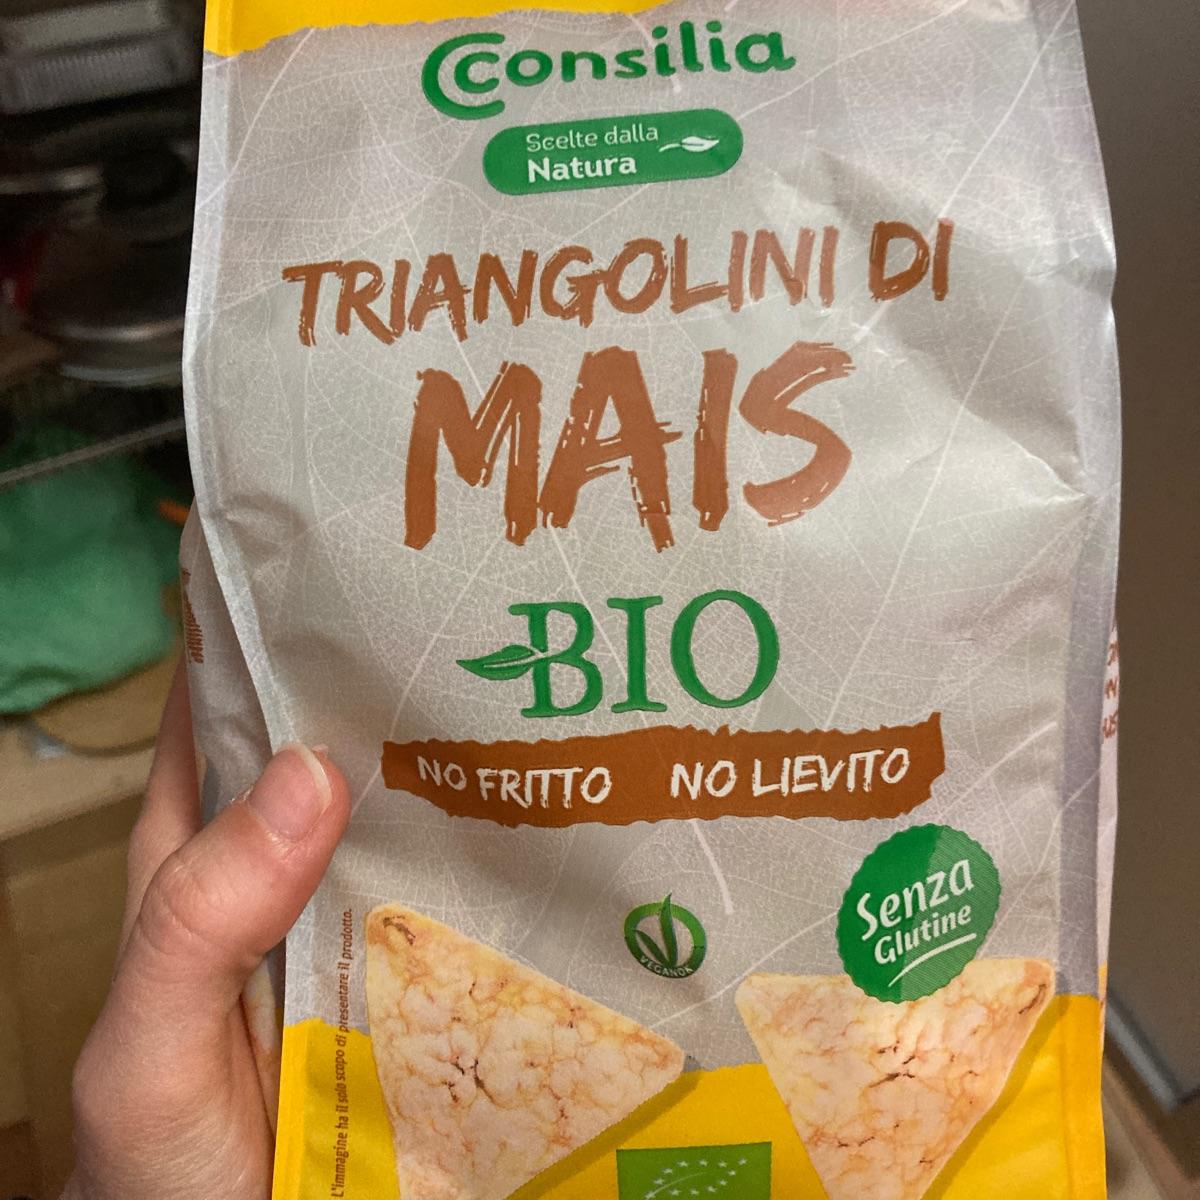 Consilia
Scelte dalla
Natura
TRIANGOLINI DI
MAIS
BIO
NO FRITTO NO LIEVITO
Senza
Glutine
VEGANOK
L'immagine ha il solo scopo di presentare il prodotto.